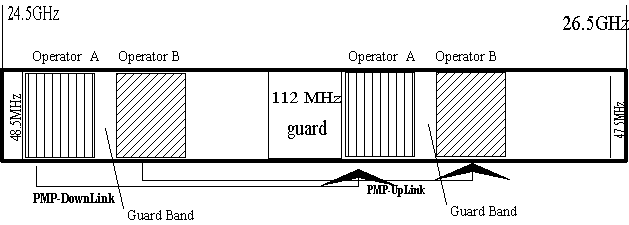 24.5GHz
26.5GHz
Operator A
Operator B
Operator A
Operator B
48.5MHz
112 MHz
guard
47.5MHz
PMP-DownLink
PMP-UpLink
Guard Band
Guard Band